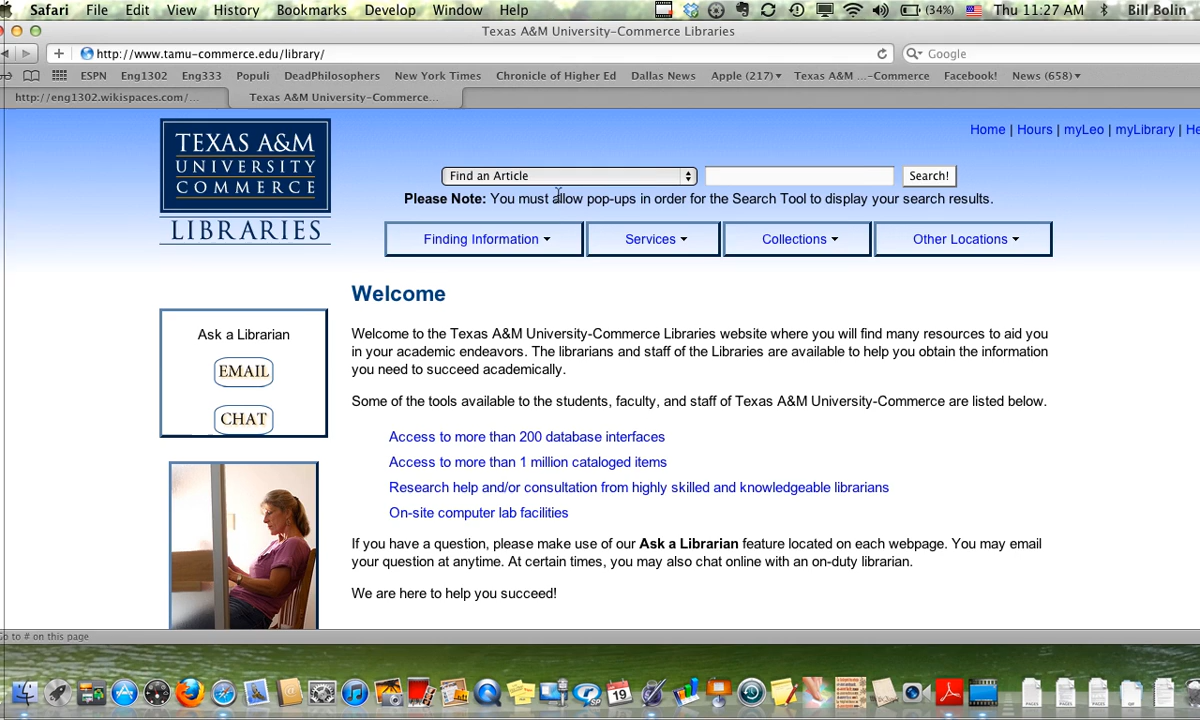 Safari File Edit View History Bookmarks Develop Window Help (34%) Thu 11:27 AM Bill Bolin
Texas A&M University-Commerce Libraries
http://www.tamu-commerce.edu/library/ Google
ESPN Eng1302 Eng333 Populi DeadPhilosophers New York Times Chronicle of Higher Ed Dallas News Apple (217) Texas A&M ...-Commerce Facebook! News (658)
http://eng1302.wikispaces.com/... Texas A&M University-Commerce...
TEXAS A&M
UNIVERSITY
COMMERCE
LIBRARIES
Home | Hours | myLeo | myLibrary | He
Find an Article Search!
Please Note: You must allow pop-ups in order for the Search Tool to display your search results.
Finding Information Services Collections Other Locations
Welcome
Ask a Librarian
EMAIL
CHAT
Welcome to the Texas A&M University-Commerce Libraries website where you will find many resources to aid you
in your academic endeavors. The librarians and staff of the Libraries are available to help you obtain the information
you need to succeed academically.
Some of the tools available to the students, faculty, and staff of Texas A&M University-Commerce are listed below.
Access to more than 200 database interfaces
Access to more than 1 million cataloged items
Research help and/or consultation from highly skilled and knowledgeable librarians
On-site computer lab facilities
If you have a question, please make use of our Ask a Librarian feature located on each webpage. You may email
your question at anytime. At certain times, you may also chat online with an on-duty librarian.
We are here to help you succeed!
Go to # on this page
19